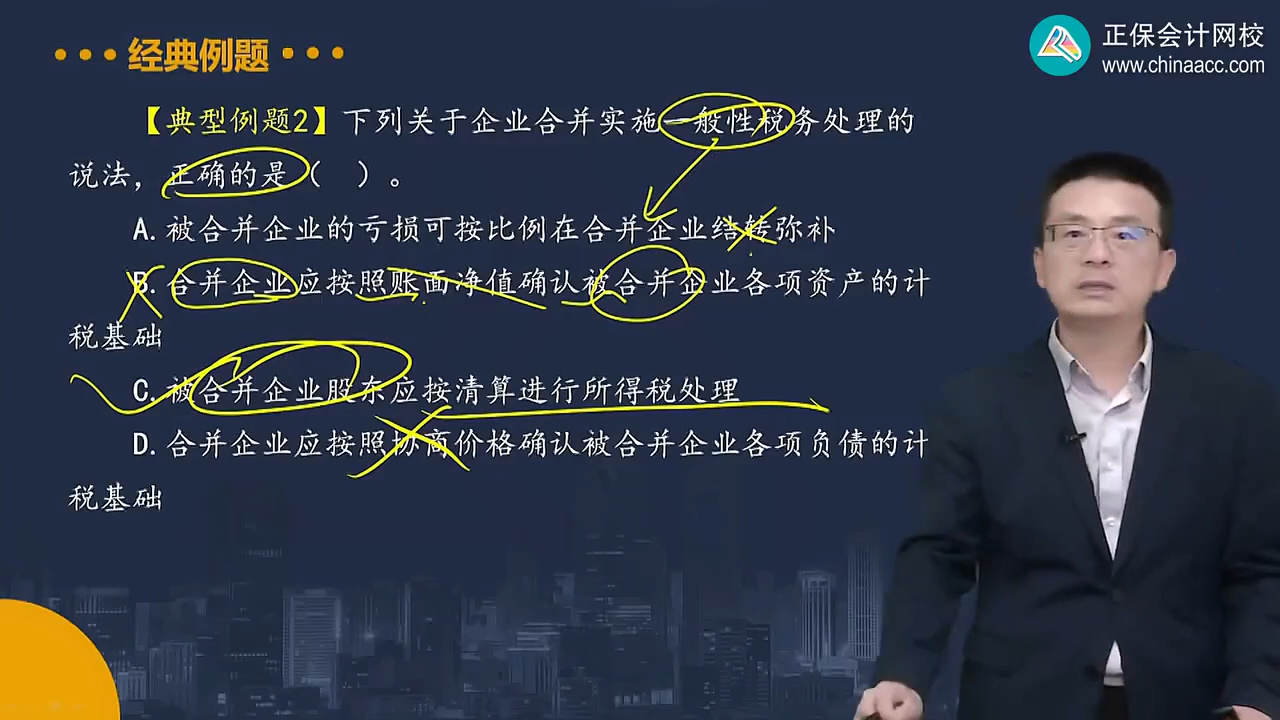 经典例题
正保会计网校
www.chinaacc.com
【典型例题2】下列关于企业合并实施一般性税务处理的
说法，正确的是（ ）。
A.被合并企业的亏损可按比例在合并企业结转弥补
B.合并企业应按照账面净值确认被合并企业各项资产的计
税基础
C.被合并企业股东应按清算进行所得税处理
D.合并企业应按照协商价格确认被合并企业各项负债的计
税基础